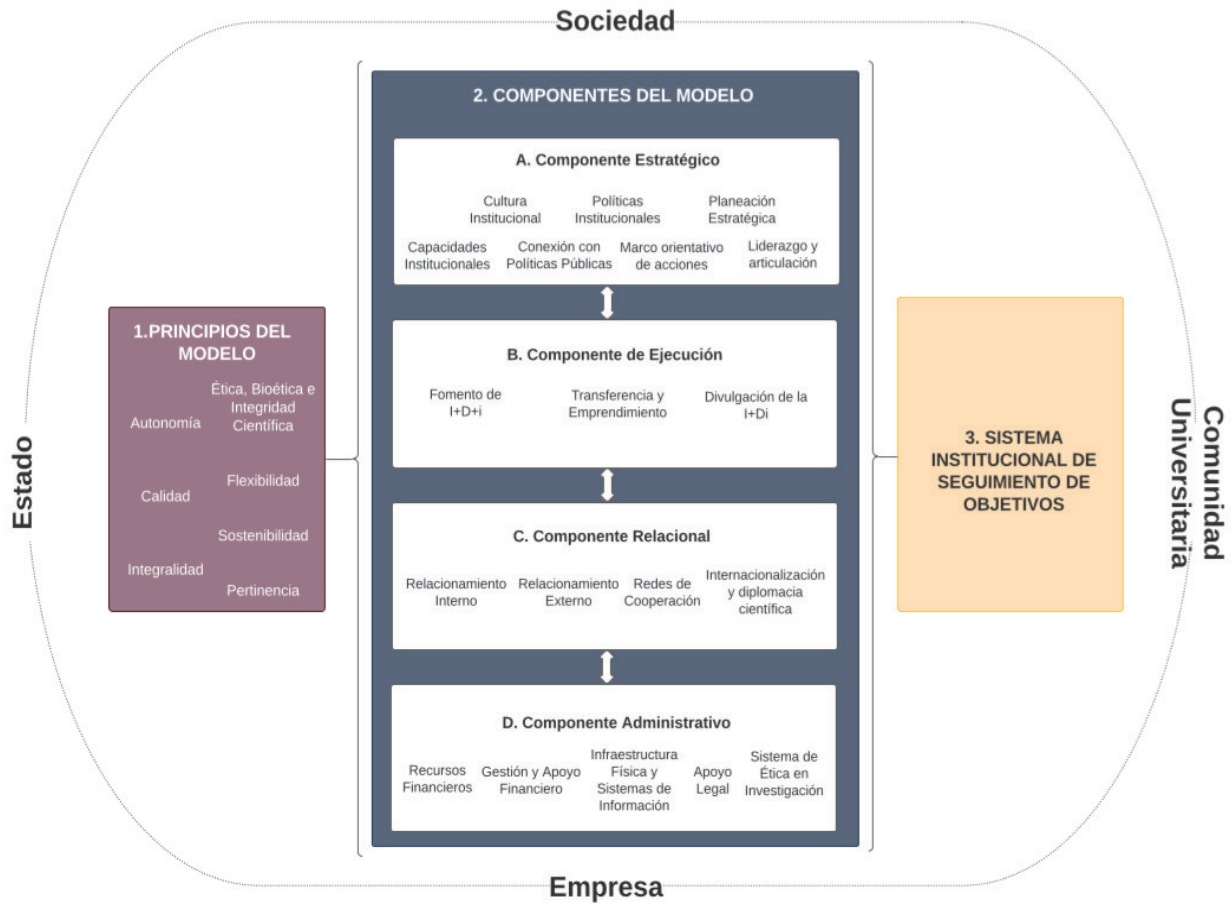 Sociedad
Estado
1.PRINCIPIOS DEL
MODELO
Autonomía
Ética, Bioética e
Integridad
Científica
Calidad
Flexibilidad
Sostenibilidad
Integralidad
Pertinencia
2. COMPONENTES DEL MODELO
A. Componente Estratégico
Cultura
Institucional
Políticas
Institucionales
Planeación
Estratégica
Capacidades
Institucionales
Conexión con
Políticas Públicas
Marco orientativo
de acciones
Liderazgo y
articulación
B. Componente de Ejecución
Fomento de
I+D+i
Transferencia y
Emprendimiento
Divulgación de la
I+Di
C. Componente Relacional
Relacionamiento
Interno
Relacionamiento
Externo
Redes de
Cooperación
Internacionalización
y diplomacia
científica
D. Componente Administrativo
Recursos
Financieros
Gestión y Apoyo
Financiero
Infraestructura
Física y
Sistemas de
Información
Apoyo
Legal
Sistema de
Ética en
Investigación
3. SISTEMA
INSTITUCIONAL DE
SEGUIMIENTO DE
OBJETIVOS
Comunidad
Universitaria
Empresa